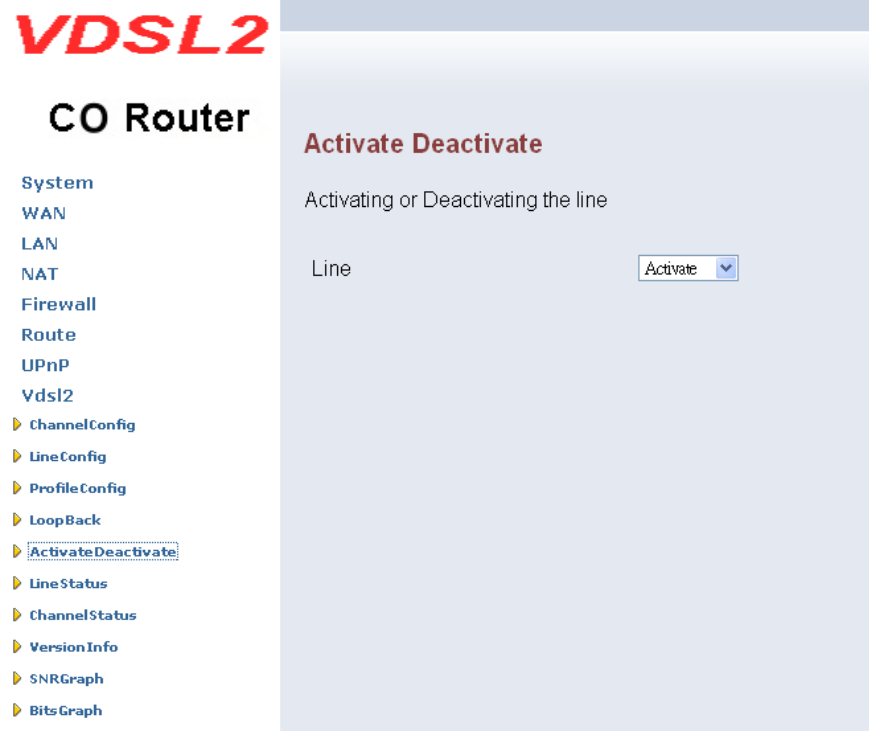 VDSL2
CO Router
System
WAN
LAN
NAT
Firewall
Route
UPnP
Vdsl2
ChannelConfig
LineConfig
ProfileConfig
LoopBack
ActivateDeactivate
LineStatus
ChannelStatus
VersionInfo
SNRGraph
BitsGraph
Activate Deactivate
Activating or Deactivating the line
Line Activate